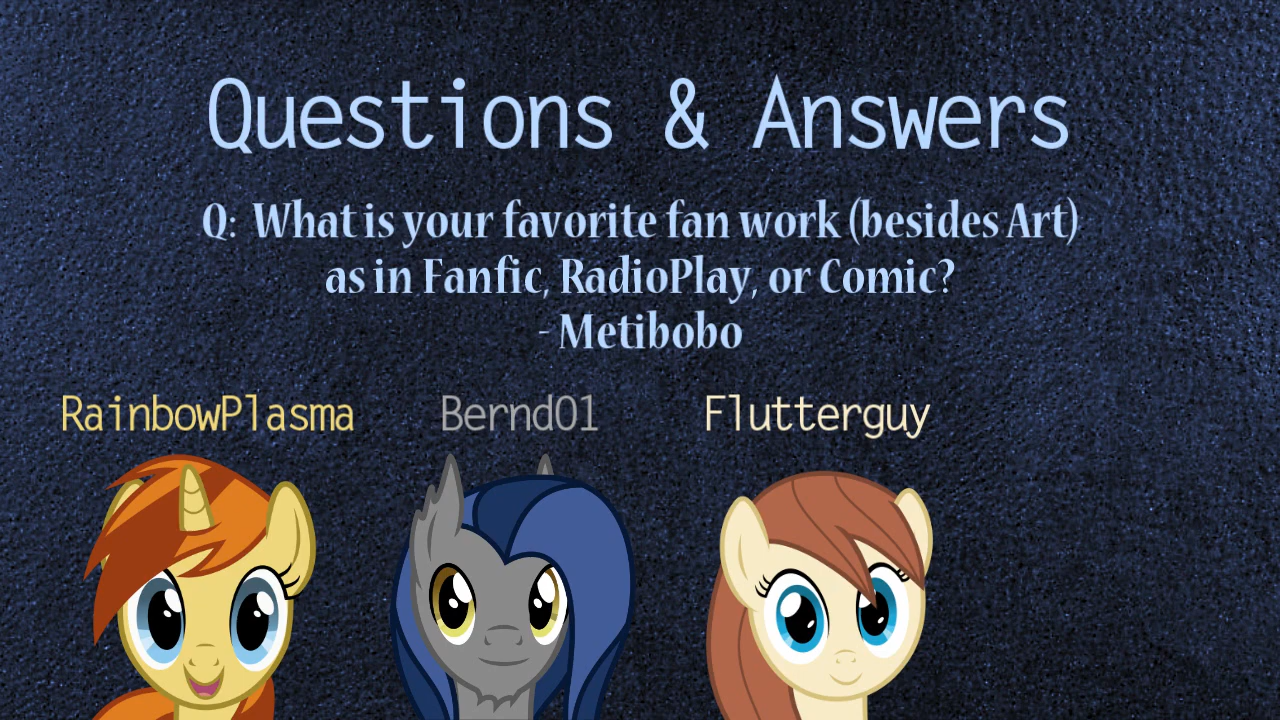 Questions & Answers
Q: What is your favorite fan work (besides Art)
as in Fanfic, RadioPlay, or Comic?
- Metibobo
RainbowPlasma Bernd01 Flutterguy